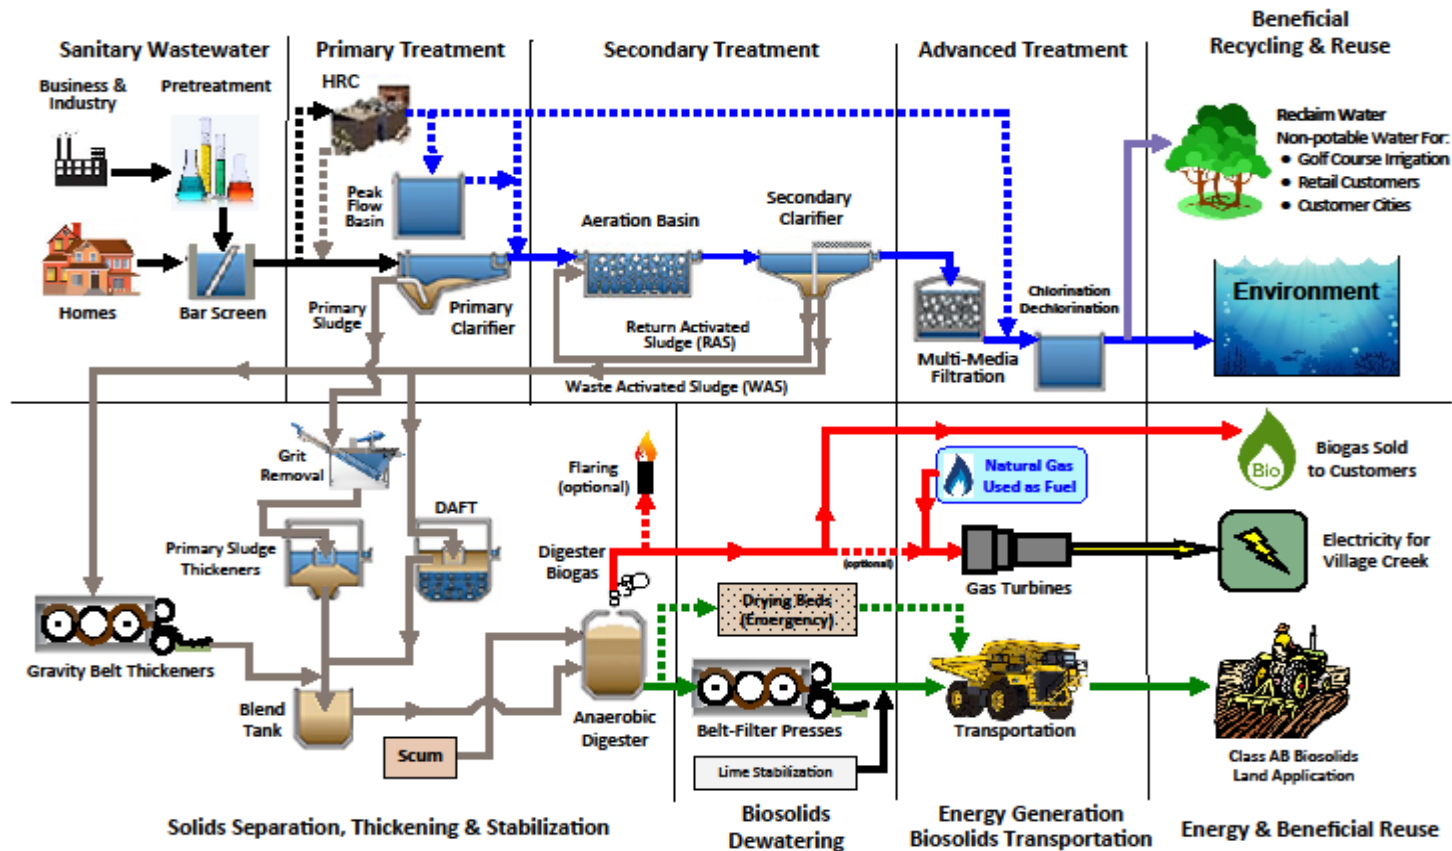 Sanitary Wastewater
Primary Treatment
Secondary Treatment
Advanced Treatment
Beneficial
Recycling & Reuse
Business &
Industry
Pretreatment
HRC
Peak
Flow
Basin
Aeration Basin
Secondary
Clarifier
Reclaim Water
Non-potable Water For:
• Golf Course Irrigation
• Retail Customers
• Customer Cities
Homes
Bar Screen
Primary
Sludge
Primary
Clarifier
Return Activated
Sludge (RAS)
Waste Activated Sludge (WAS)
Multi-Media
Filtration
Chlorination
Dechlorination
Environment
Grit
Removal
DAFT
Primary Sludge
Thickeners
Gravity Belt Thickeners
Blend
Tank
Scum
Flaring
(optional)
Digester
Biogas
Anaerobic
Digester
Drying Beds
(Emergency)
Belt-Filter Presses
Lime Stabilization
Natural Gas
Used as Fuel
(optional)
Gas Turbines
Transportation
Bio
Biogas Sold
to Customers
Electricity for
Village Creek
Class AB Biosolids
Land Application
Solids Separation, Thickening & Stabilization
Biosolids
Dewatering
Energy Generation
Biosolids Transportation
Energy & Beneficial Reuse